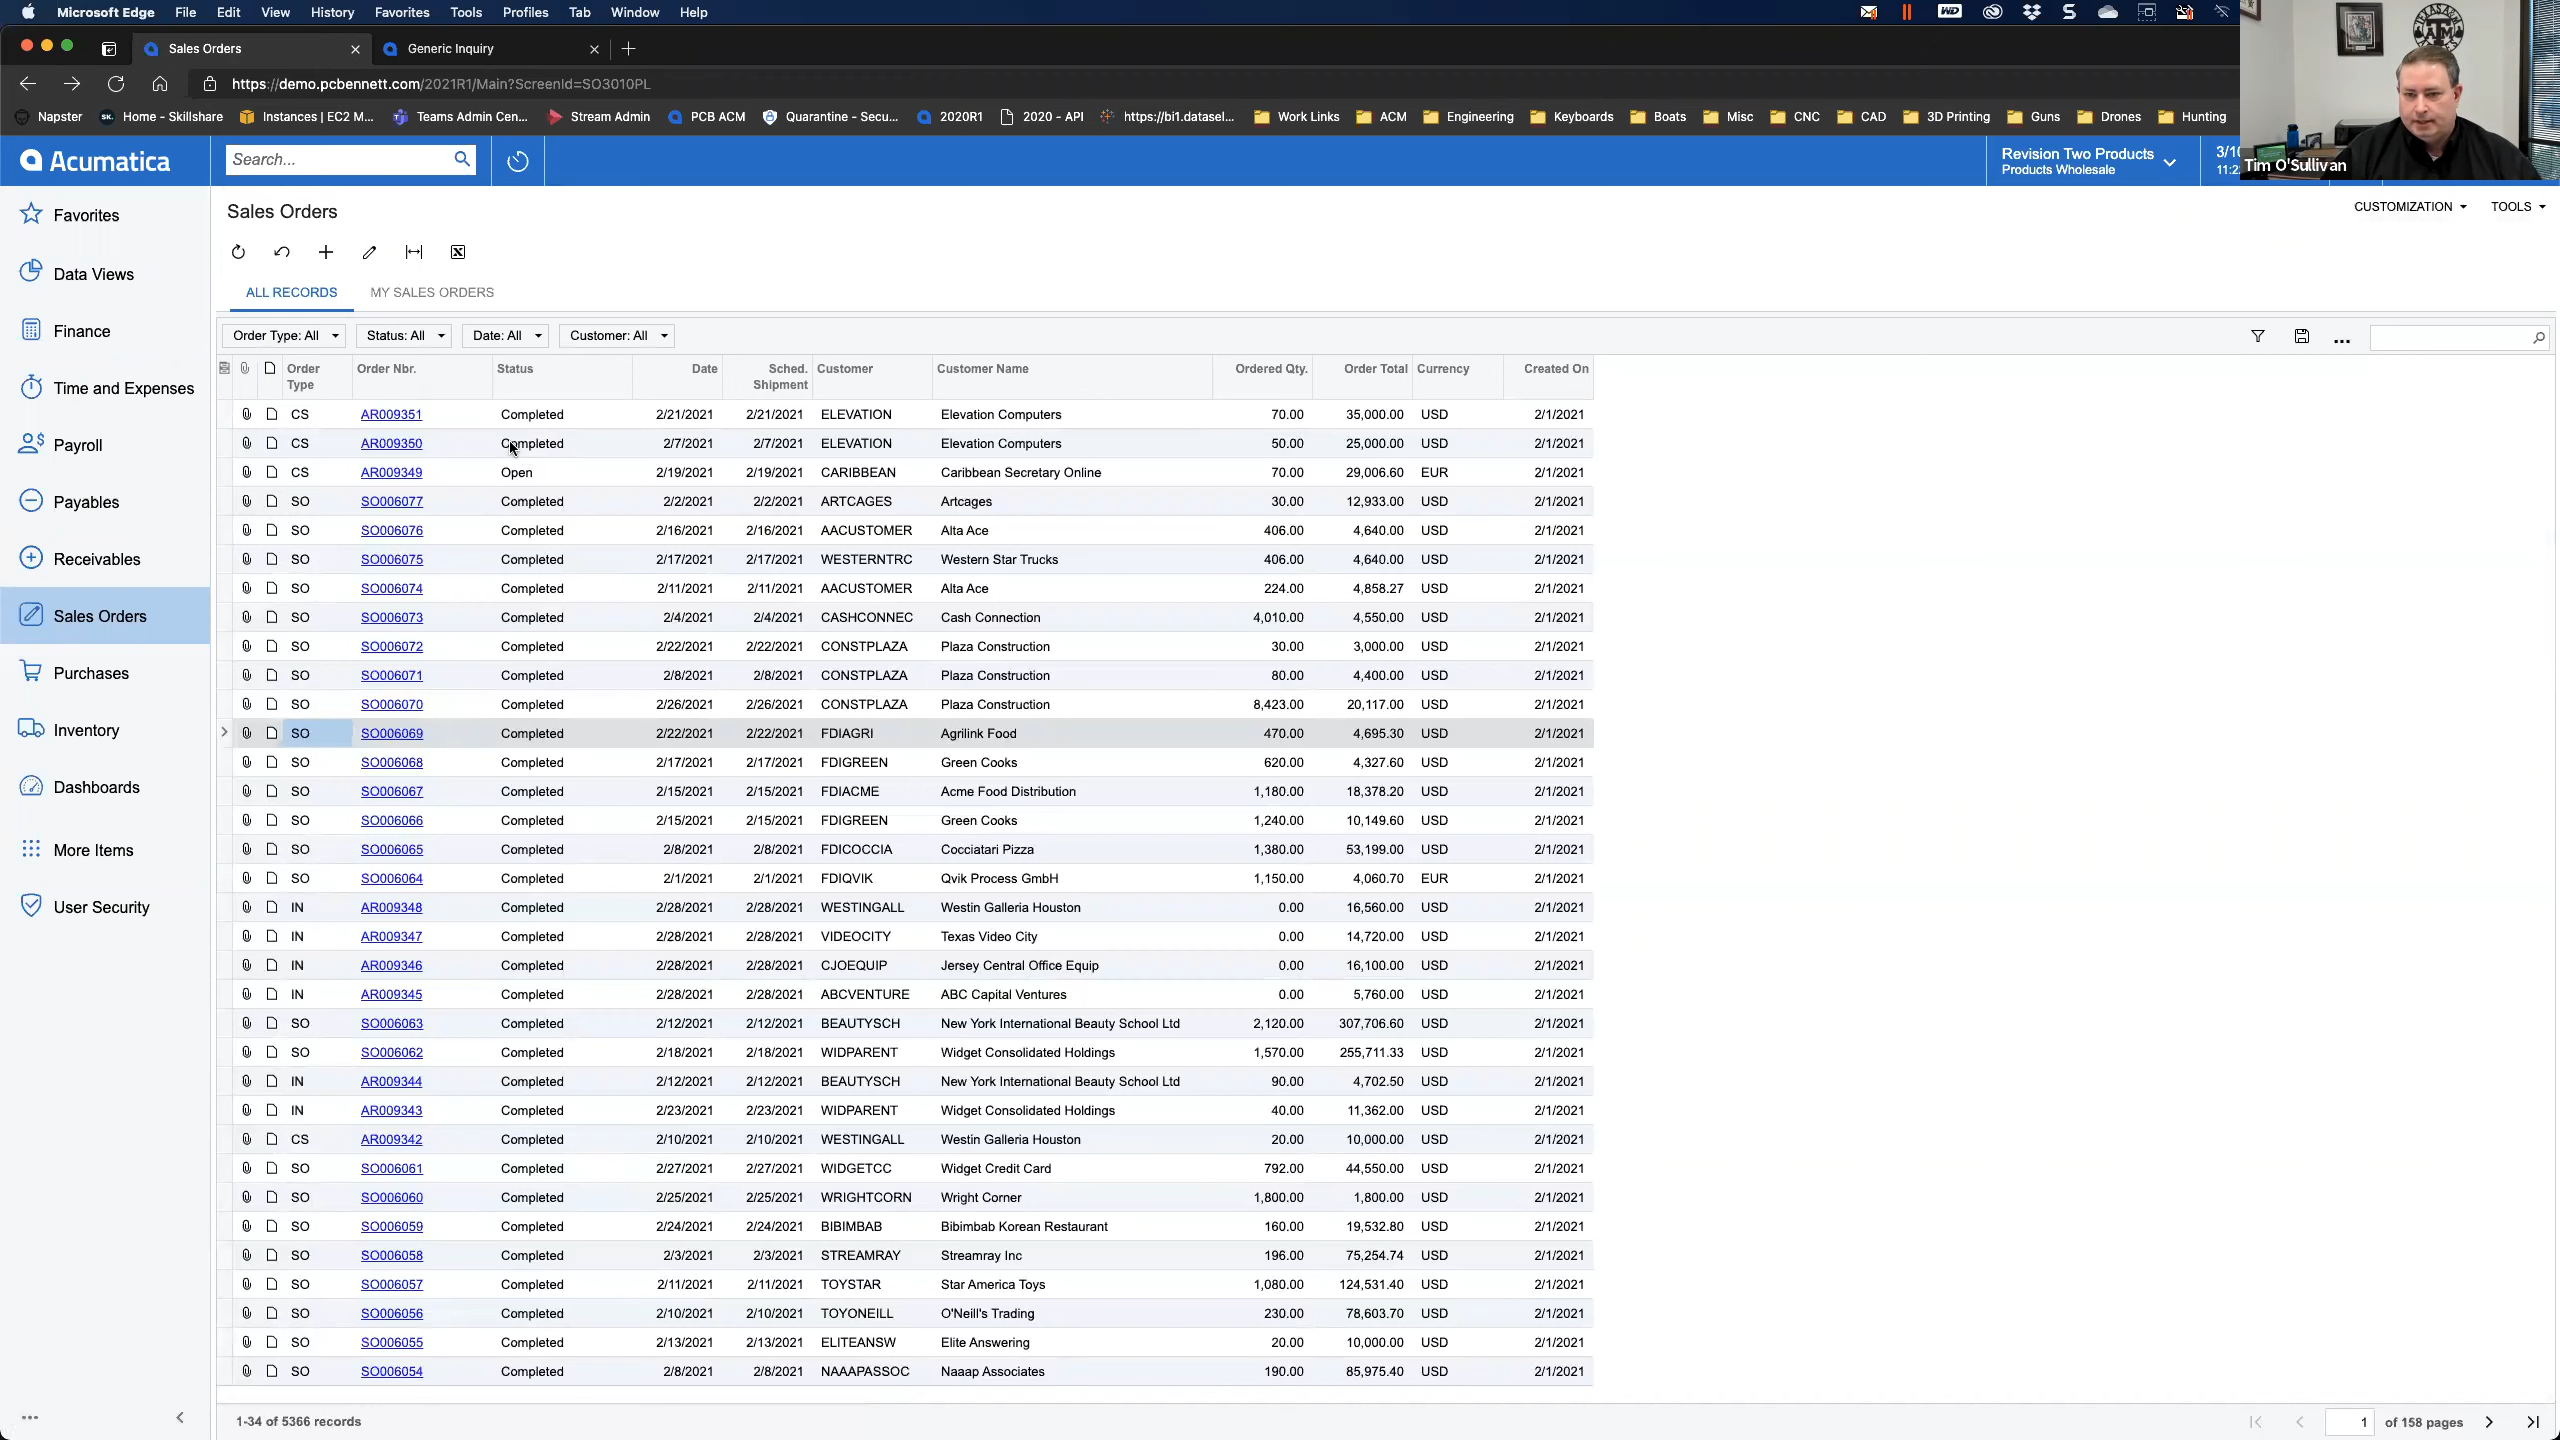 Microsoft Edge File Edit View History Favorites Tools Profiles Tab Window Help
Sales Orders Generic Inquiry
https://demo.pcbennett.com/2021R1/Main?ScreenId=SO3010PL
Napster Home - Skillshare Instances | EC2 M... Teams Admin Cen... Stream Admin PCB ACM Quarantine - Secu... 2020R1 2020 - API https://bi1.datasel... Work Links ACM Engineering Keyboards Boats Misc CNC CAD 3D Printing Guns Drones Hunting
Acumatica Search... Revision Two Products 3/1
Products Wholesale 11:2
Tim O'Sullivan
Favorites
Data Views
Finance
Time and Expenses
Payroll
Payables
Receivables
Sales Orders
Purchases
Inventory
Dashboards
More Items
User Security
Sales Orders CUSTOMIZATION TOOLS
ALL RECORDS MY SALES ORDERS
Order Type: All Status: All Date: All Customer: All
Order Type Order Nbr. Status Date Sched. Shipment Customer Customer Name Ordered Qty. Order Total Currency Created On
CS AR009351 Completed 2/21/2021 2/21/2021 ELEVATION Elevation Computers 70.00 35,000.00 USD 2/1/2021
CS AR009350 Completed 2/7/2021 2/7/2021 ELEVATION Elevation Computers 50.00 25,000.00 USD 2/1/2021
CS AR009349 Open 2/19/2021 2/19/2021 CARIBBEAN Caribbean Secretary Online 70.00 29,006.60 EUR 2/1/2021
SO SO006077 Completed 2/2/2021 2/2/2021 ARTCAGES Artcages 30.00 12,933.00 USD 2/1/2021
SO SO006076 Completed 2/16/2021 2/16/2021 AACUSTOMER Alta Ace 406.00 4,640.00 USD 2/1/2021
SO SO006075 Completed 2/17/2021 2/17/2021 WESTERNTRC Western Star Trucks 406.00 4,640.00 USD 2/1/2021
SO SO006074 Completed 2/11/2021 2/11/2021 AACUSTOMER Alta Ace 224.00 4,858.27 USD 2/1/2021
SO SO006073 Completed 2/4/2021 2/4/2021 CASHCONNEC Cash Connection 4,010.00 4,550.00 USD 2/1/2021
SO SO006072 Completed 2/22/2021 2/22/2021 CONSTPLAZA Plaza Construction 30.00 3,000.00 USD 2/1/2021
SO SO006071 Completed 2/8/2021 2/8/2021 CONSTPLAZA Plaza Construction 80.00 4,400.00 USD 2/1/2021
SO SO006070 Completed 2/26/2021 2/26/2021 CONSTPLAZA Plaza Construction 8,423.00 20,117.00 USD 2/1/2021
SO SO006069 Completed 2/22/2021 2/22/2021 FDIAGRI Agrilink Food 470.00 4,695.30 USD 2/1/2021
SO SO006068 Completed 2/17/2021 2/17/2021 FDIGREEN Green Cooks 620.00 4,327.60 USD 2/1/2021
SO SO006067 Completed 2/15/2021 2/15/2021 FDIACME Acme Food Distribution 1,180.00 18,378.20 USD 2/1/2021
SO SO006066 Completed 2/15/2021 2/15/2021 FDIGREEN Green Cooks 1,240.00 10,149.60 USD 2/1/2021
SO SO006065 Completed 2/8/2021 2/8/2021 FDICOCCIA Cocciatari Pizza 1,380.00 53,199.00 USD 2/1/2021
SO SO006064 Completed 2/1/2021 2/1/2021 FDIQVIK Qvik Process GmbH 1,150.00 4,060.70 EUR 2/1/2021
IN AR009348 Completed 2/28/2021 2/28/2021 WESTINGALL Westin Galleria Houston 0.00 16,560.00 USD 2/1/2021
IN AR009347 Completed 2/28/2021 2/28/2021 VIDEOCITY Texas Video City 0.00 14,720.00 USD 2/1/2021
IN AR009346 Completed 2/28/2021 2/28/2021 CJOEQUIP Jersey Central Office Equip 0.00 16,100.00 USD 2/1/2021
IN AR009345 Completed 2/28/2021 2/28/2021 ABCVENTURE ABC Capital Ventures 0.00 5,760.00 USD 2/1/2021
SO SO006063 Completed 2/12/2021 2/12/2021 BEAUTYSCH New York International Beauty School Ltd 2,120.00 307,706.60 USD 2/1/2021
SO SO006062 Completed 2/18/2021 2/18/2021 WIDPARENT Widget Consolidated Holdings 1,570.00 255,711.33 USD 2/1/2021
IN AR009344 Completed 2/12/2021 2/12/2021 BEAUTYSCH New York International Beauty School Ltd 90.00 4,702.50 USD 2/1/2021
IN AR009343 Completed 2/23/2021 2/23/2021 WIDPARENT Widget Consolidated Holdings 40.00 11,362.00 USD 2/1/2021
CS AR009342 Completed 2/10/2021 2/10/2021 WESTINGALL Westin Galleria Houston 20.00 10,000.00 USD 2/1/2021
SO SO006061 Completed 2/27/2021 2/27/2021 WIDGETCC Widget Credit Card 792.00 44,550.00 USD 2/1/2021
SO SO006060 Completed 2/25/2021 2/25/2021 WRIGHTCORN Wright Corner 1,800.00 1,800.00 USD 2/1/2021
SO SO006059 Completed 2/24/2021 2/24/2021 BIBIMBAB Bibimbab Korean Restaurant 160.00 19,532.80 USD 2/1/2021
SO SO006058 Completed 2/3/2021 2/3/2021 STREAMRAY Streamray Inc 196.00 75,254.74 USD 2/1/2021
SO SO006057 Completed 2/11/2021 2/11/2021 TOYSTAR Star America Toys 1,080.00 124,531.40 USD 2/1/2021
SO SO006056 Completed 2/10/2021 2/10/2021 TOYONEILL O'Neill's Trading 230.00 78,603.70 USD 2/1/2021
SO SO006055 Completed 2/13/2021 2/13/2021 ELITEANSW Elite Answering 20.00 10,000.00 USD 2/1/2021
SO SO006054 Completed 2/8/2021 2/8/2021 NAAAPASSOC Naaap Associates 190.00 85,975.40 USD 2/1/2021
1-34 of 5366 records 1 of 158 pages